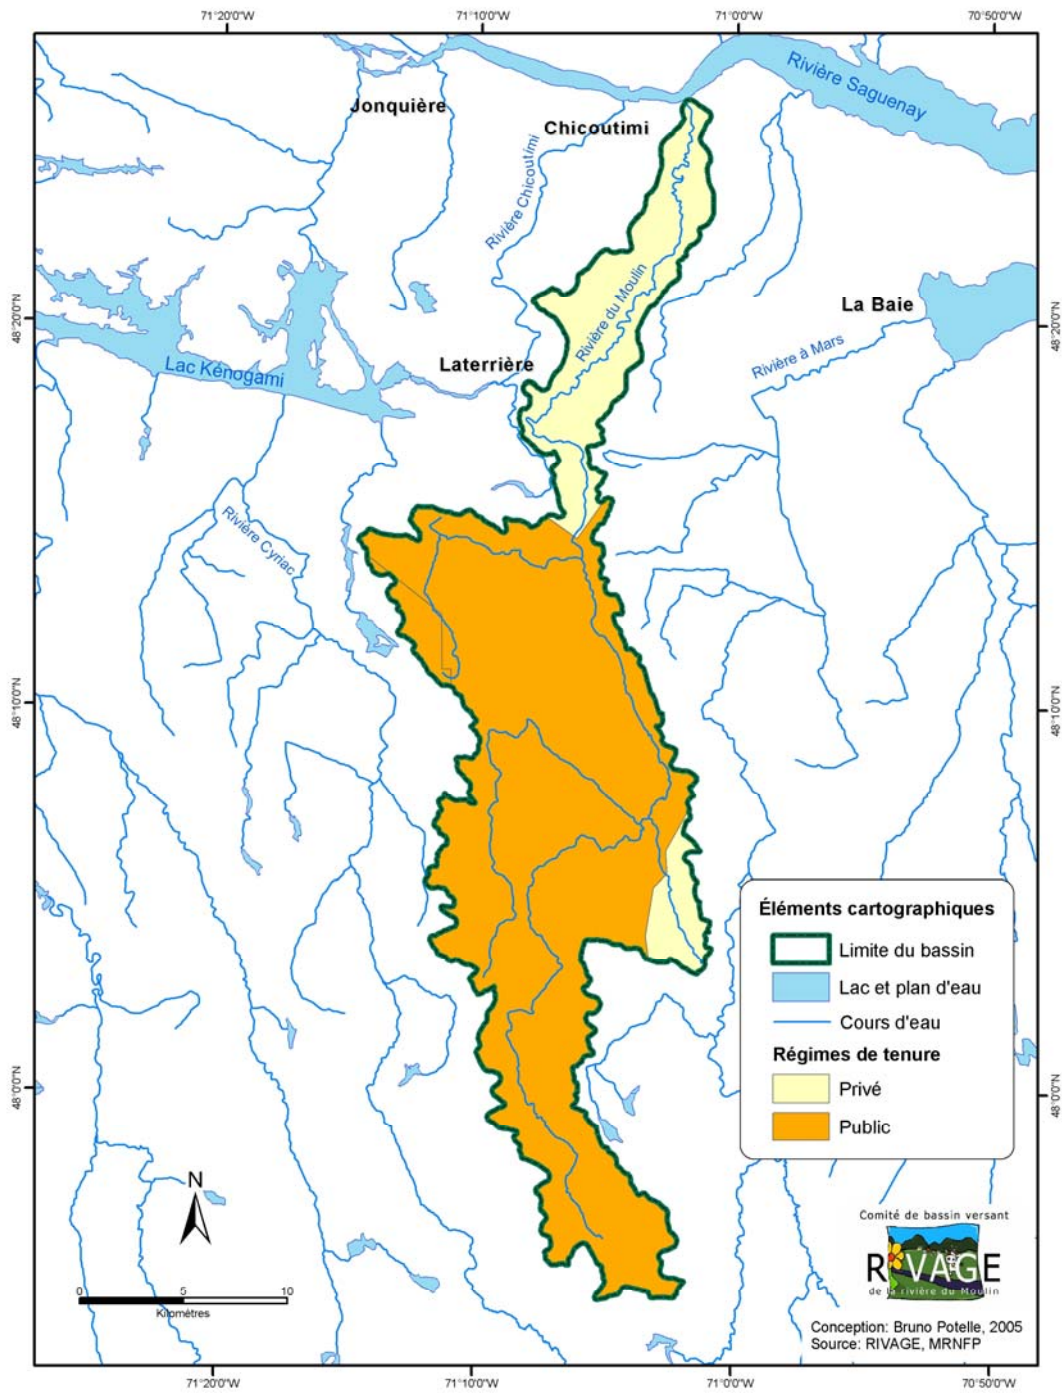 71°20'0"W
71°10'0"W
71°0'0"W
70°50'0"W
Rivière Saguenay
Jonquière
Chicoutimi
Rivière Chicoutimi
Rivière du Moulin
La Baie
48°20'0"N
48°20'0"N
Rivière à Mars
Laterrière
Lac Kénogami
Rivière Cyriac
48°10'0"N
48°10'0"N
Éléments cartographiques
Limite du bassin
Lac et plan d'eau
Cours d'eau
Régimes de tenure
Privé
Public
48°0'0"N
48°0'0"N
N
0 5 10
Kilomètres
Comité de bassin versant
RIVAGE
de la rivière du Moulin
Conception: Bruno Potelle, 2005
Source: RIVAGE, MRNFP
71°20'0"W
71°10'0"W
71°0'0"W
70°50'0"W